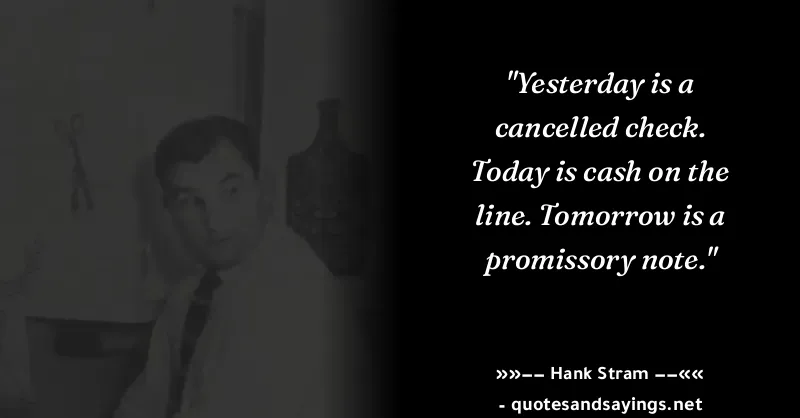 "Yesterday is a
cancelled check.
Today is cash on the
line. Tomorrow is a
promissory note."
»»–– Hank Stram ––««
- quotesandsayings.net